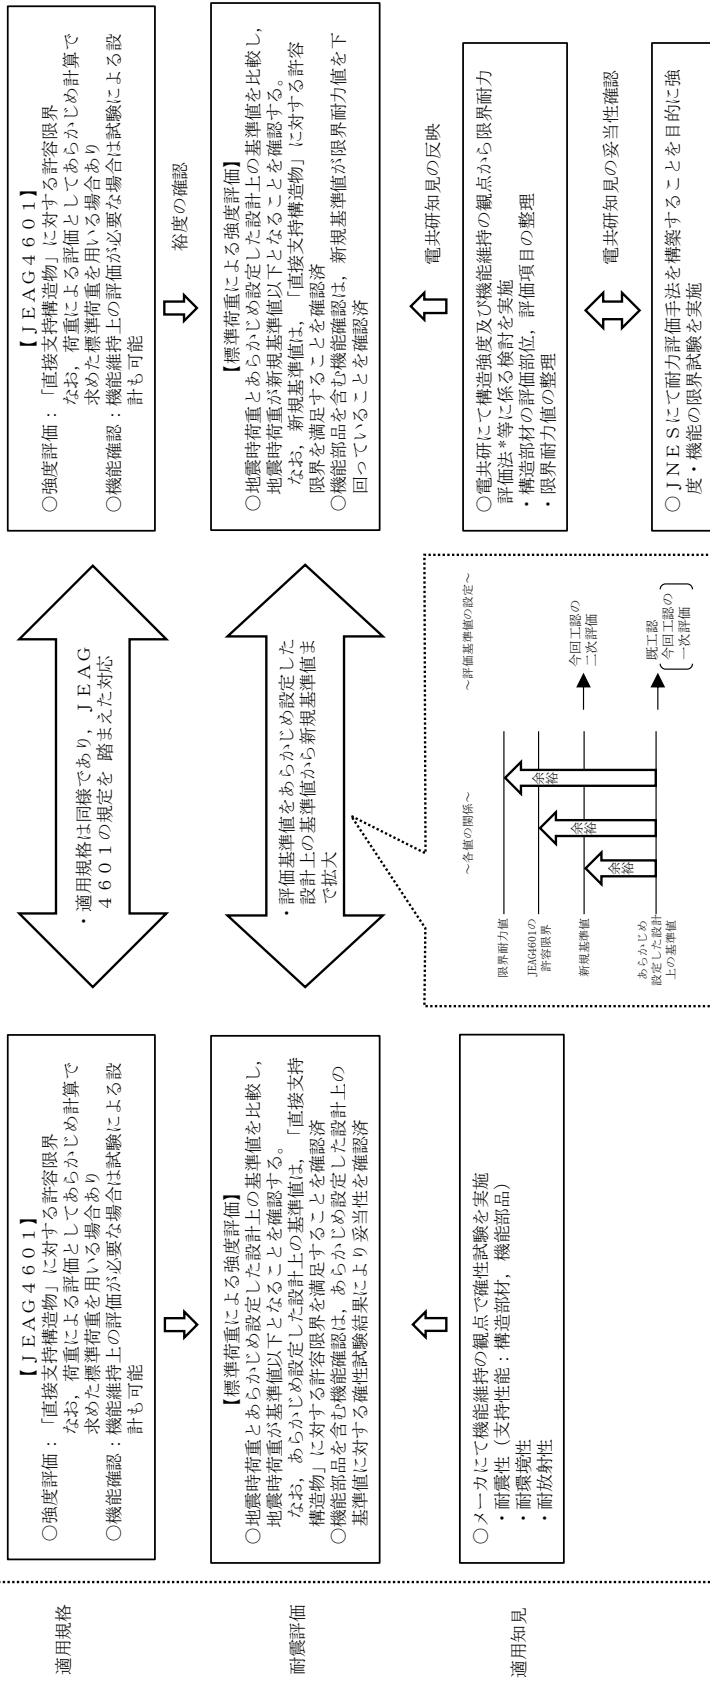 適用規格
【ＪＥＡＧ４６０１】
○強度評価：「直接支持構造物」に対する許容限界
なお，荷重による評価としてあらかじめ計算で
求めた標準荷重を用いる場合あり
○機能確認：機能維持上の評価が必要な場合は試験による設
計も可能
・適用規格は同様であり，ＪＥＡＧ
４６０１の規定を 踏まえた対応
【ＪＥＡＧ４６０１】
○強度評価：「直接支持構造物」に対する許容限界
なお，荷重による評価としてあらかじめ計算で
求めた標準荷重を用いる場合あり
○機能確認：機能維持上の評価が必要な場合は試験による設
計も可能
裕度の確認
耐震評価
【標準荷重による強度評価】
○地震時荷重とあらかじめ設定した設計上の基準値を比較し，
地震時荷重が基準値以下となることを確認する。
なお，あらかじめ設定した設計上の基準値は，「直接支持
構造物」に対する許容限界を満足することを確認済
○機能部品を含む機能確認は，あらかじめ設定した設計上の
基準値に対する確性試験結果により妥当性を確認済
・評価基準値をあらかじめ設定した
設計上の基準値から新規基準値ま
で拡大
【標準荷重による強度評価】
○地震時荷重とあらかじめ設定した設計上の基準値を比較し，
地震時荷重が新規基準値以下となることを確認する。
なお，新規基準値は，「直接支持構造物」に対する許容
限界を満足することを確認済
○機能部品を含む機能確認は，新規基準値が限界耐力値を下
回っていることを確認済
電共研知見の反映
適用知見
○メーカにて機能維持の観点で確性試験を実施
・耐震性（支持性能：構造部材，機能部品）
・耐環境性
・耐放射性
～各値の関係～
～評価基準値の設定～
限界耐力値
JEAG4601の
許容限界
新規基準値
あらかじめ
設定した設計
上の基準値
余裕
余裕
余裕
今回工認の
二次評価
既工認
今回工認の
一次評価
○電共研にて構造強度及び機能維持の観点から限界耐力
評価法*等に係る検討を実施
・構造部材の評価部位，評価項目の整理
・限界耐力値の整理
電共研知見の妥当性確認
○ＪＮＥＳにて耐力評価手法を構築することを目的に強
度・機能の限界試験を実施